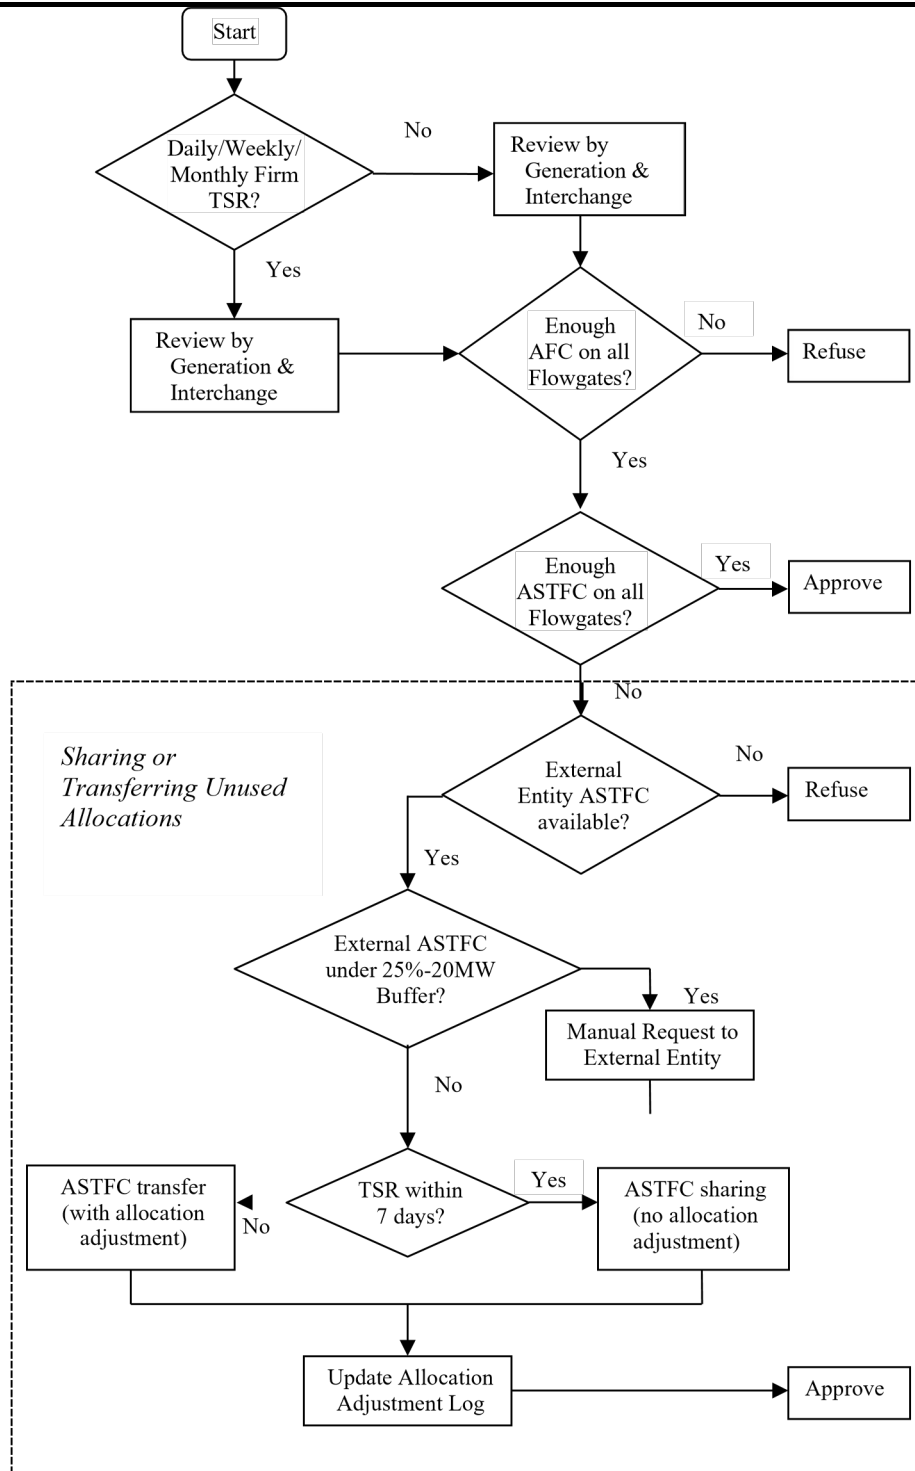 Start
No
Daily/Weekly/
Monthly Firm
TSR?
Review by
Generation &
Interchange
Yes
Review by
Generation &
Interchange
Enough
AFC on all
Flowgates?
No
Refuse
Yes
Enough
ASTFC on all
Flowgates?
Yes
Approve
No
Sharing or
Transferring Unused
Allocations
External
Entity ASTFC
available?
No
Refuse
Yes
External ASTFC
under 25%-20MW
Buffer?
Yes
Manual Request to
External Entity
No
ASTFC transfer
(with allocation
adjustment)
No
TSR within
7 days?
Yes
ASTFC sharing
(no allocation
adjustment)
Update Allocation
Adjustment Log
Approve